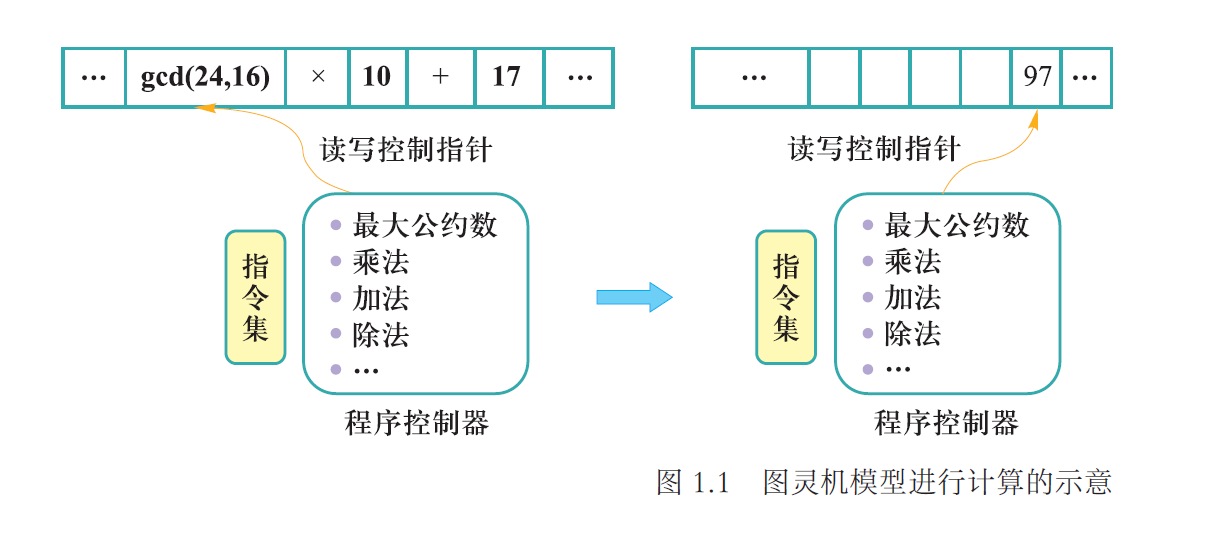 … gcd(24,16) × 10 + 17 …
… 97 …
读写控制指针
读写控制指针
指令集
最大公约数
乘法
加法
除法
…
程序控制器
指令集
最大公约数
乘法
加法
除法
…
程序控制器
图 1.1 图灵机模型进行计算的示意